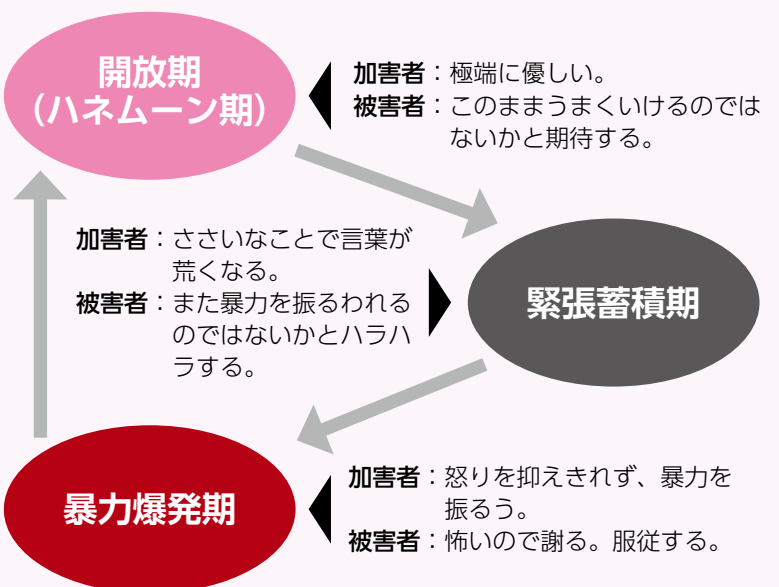 開放期
（ハネムーン期）
加害者：極端に優しい。
被害者：このままうまくいけるのでは
ないかと期待する。
加害者：ささいなことで言葉が
荒くなる。
被害者：また暴力を振るわれる
のではないかとハラハ
ラする。
緊張蓄積期
暴力爆発期
加害者：怒りを抑えきれず、暴力を
振るう。
被害者：怖いので謝る。服従する。